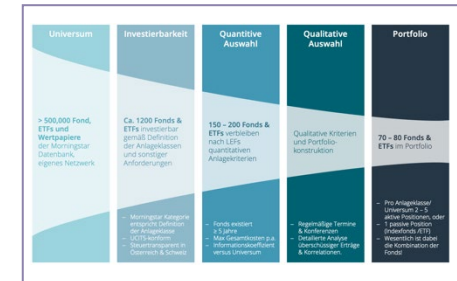 Universum
> 500,000 Fond,
ETFs und
Wertpapiere
der Morningstar
Datenbank,
eigenes Netzwerk
Investierbarkeit
Ca. 1200 Fonds &
ETFs investierbar
gemäß Definition
der Anlageklassen
und sonstiger
Anforderungen
– Morningstar Kategorie
entspricht Definition
der Anlageklasse
– UCITS konform
– Steuertransparent in
Österreich & Schweiz
Quantitive
Auswahl
150 – 200 Fonds &
ETFs verbleiben
nach LEFs
quantitativen
Anlagekriterien
– Fonds existiert
≥ 5 Jahre
– Max Gesamtkosten p.a.
– Informationskoeffizient
versus Universum
Qualitative
Auswahl
Qualitative Kriterien
und Portfolio-
konstruktion
– Regelmäßige Termine
& Konferenzen
– Detailierte Analyse
überschüssiger Erträge
& Korrelationen.
Portfolio
70 – 80 Fonds &
ETFs im Portfolio
– Pro Anlageklasse/
Universum 2 – 5
aktive Positionen, oder
– 1 passive Position
(Indexfonds /ETF)
– Wesentlich ist dabei
die Kombination der
Fonds!